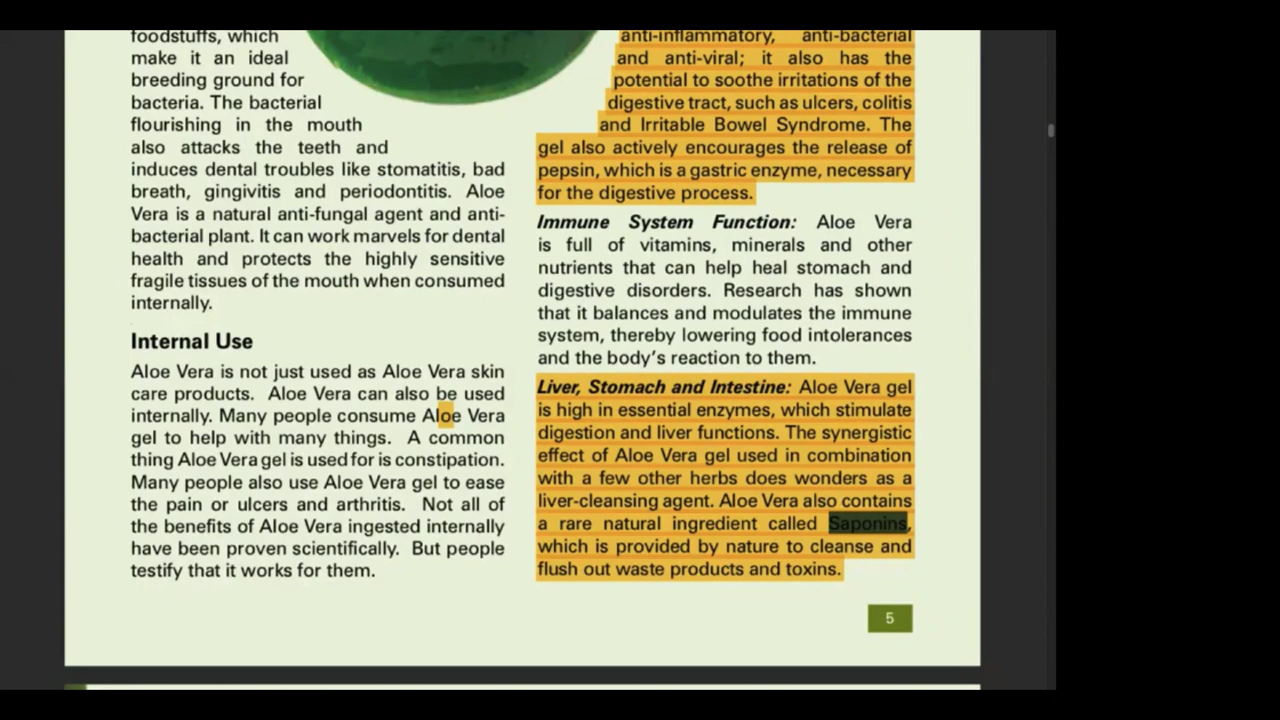 foodstuffs, which
make it an ideal
breeding ground for
bacteria. The bacterial
flourishing in the mouth
also attacks the teeth and
induces dental troubles like stomatitis, bad
breath, gingivitis and periodontitis. Aloe
Vera is a natural anti-fungal agent and anti-
bacterial plant. It can work marvels for dental
health and protects the highly sensitive
fragile tissues of the mouth when consumed
internally.
Internal Use
Aloe Vera is not just used as Aloe Vera skin
care products. Aloe Vera can also be used
internally. Many people consume Aloe Vera
gel to help with many things. A common
thing Aloe Vera gel is used for is constipation.
Many people also use Aloe Vera gel to ease
the pain or ulcers and arthritis. Not all of
the benefits of Aloe Vera ingested internally
have been proven scientifically. But people
testify that it works for them.
anti-inflammatory, anti-bacterial
and anti-viral; it also has the
potential to soothe irritations of the
digestive tract, such as ulcers, colitis
and Irritable Bowel Syndrome. The
gel also actively encourages the release of
pepsin, which is a gastric enzyme, necessary
for the digestive process.
Immune System Function: Aloe Vera
is full of vitamins, minerals and other
nutrients that can help heal stomach and
digestive disorders. Research has shown
that it balances and modulates the immune
system, thereby lowering food intolerances
and the body's reaction to them.
Liver, Stomach and Intestine: Aloe Vera gel
is high in essential enzymes, which stimulate
digestion and liver functions. The synergistic
effect of Aloe Vera gel used in combination
with a few other herbs does wonders as a
liver-cleansing agent. Aloe Vera also contains
a rare natural ingredient called Saponins,
which is provided by nature to cleanse and
flush out waste products and toxins.
5